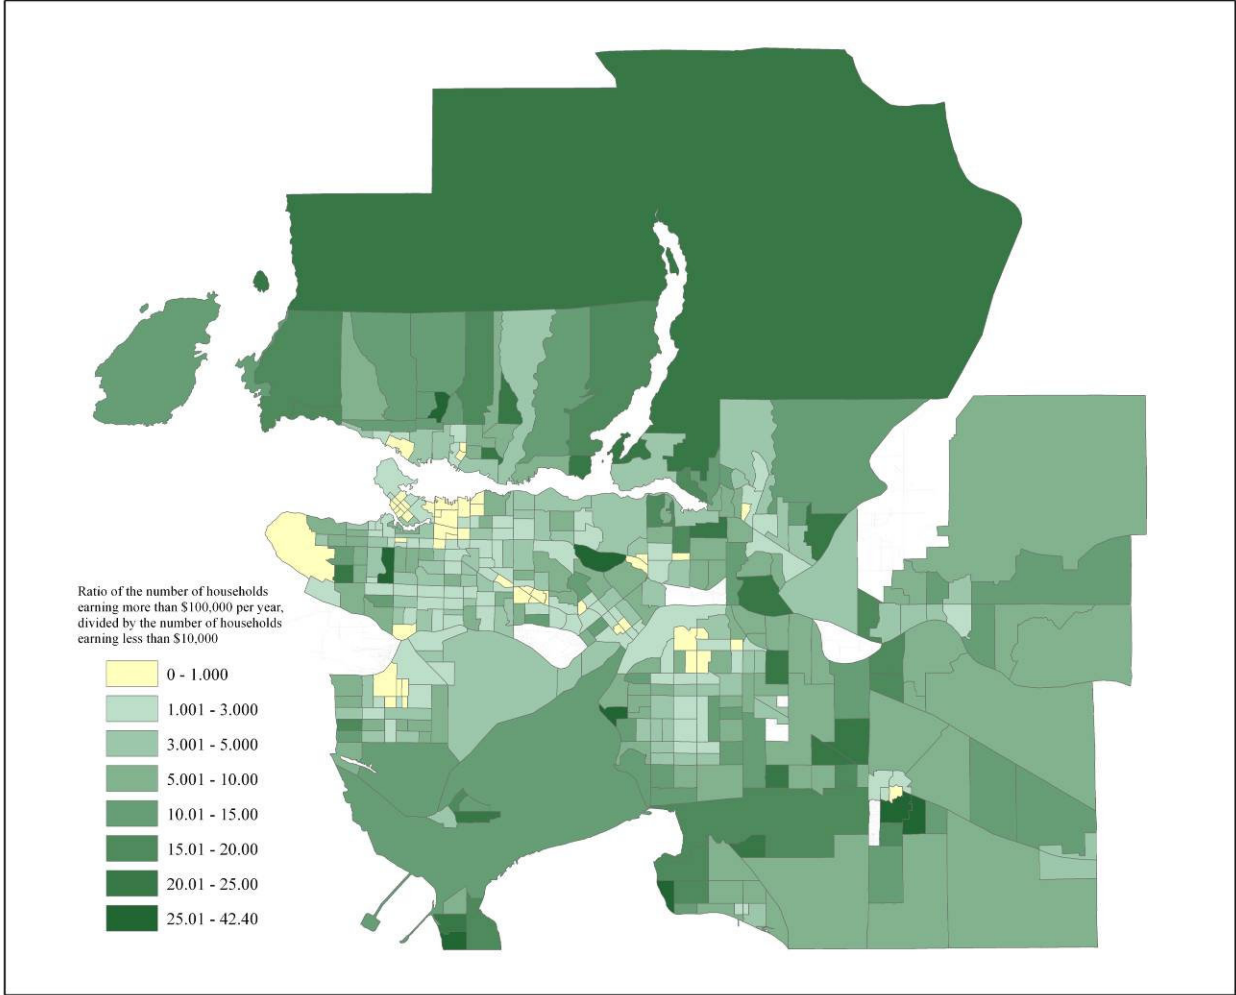 Ratio of the number of households
earning more than $100,000 per year,
divided by the number of households
earning less than $10,000
0 - 1.000
1.001 - 3.000
3.001 - 5.000
5.001 - 10.00
10.01 - 15.00
15.01 - 20.00
20.01 - 25.00
25.01 - 42.40